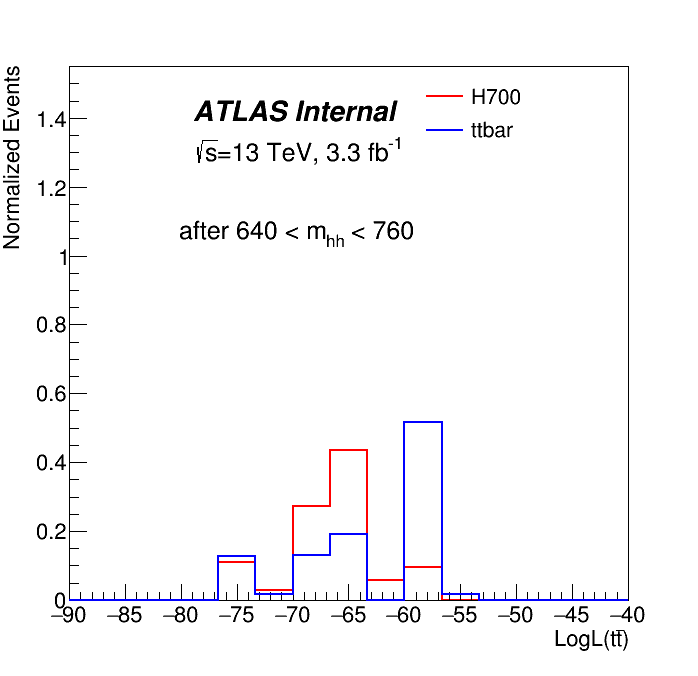 Normalized Events
ATLAS Internal
√s=13 TeV, 3.3 fb-1
after 640 < mhh < 760
H700
ttbar
1.4
1.2
1
0.8
0.6
0.4
0.2
0
−90 −85 −80 −75 −70 −65 −60 −55 −50 −45 −40
LogL(tt̄)